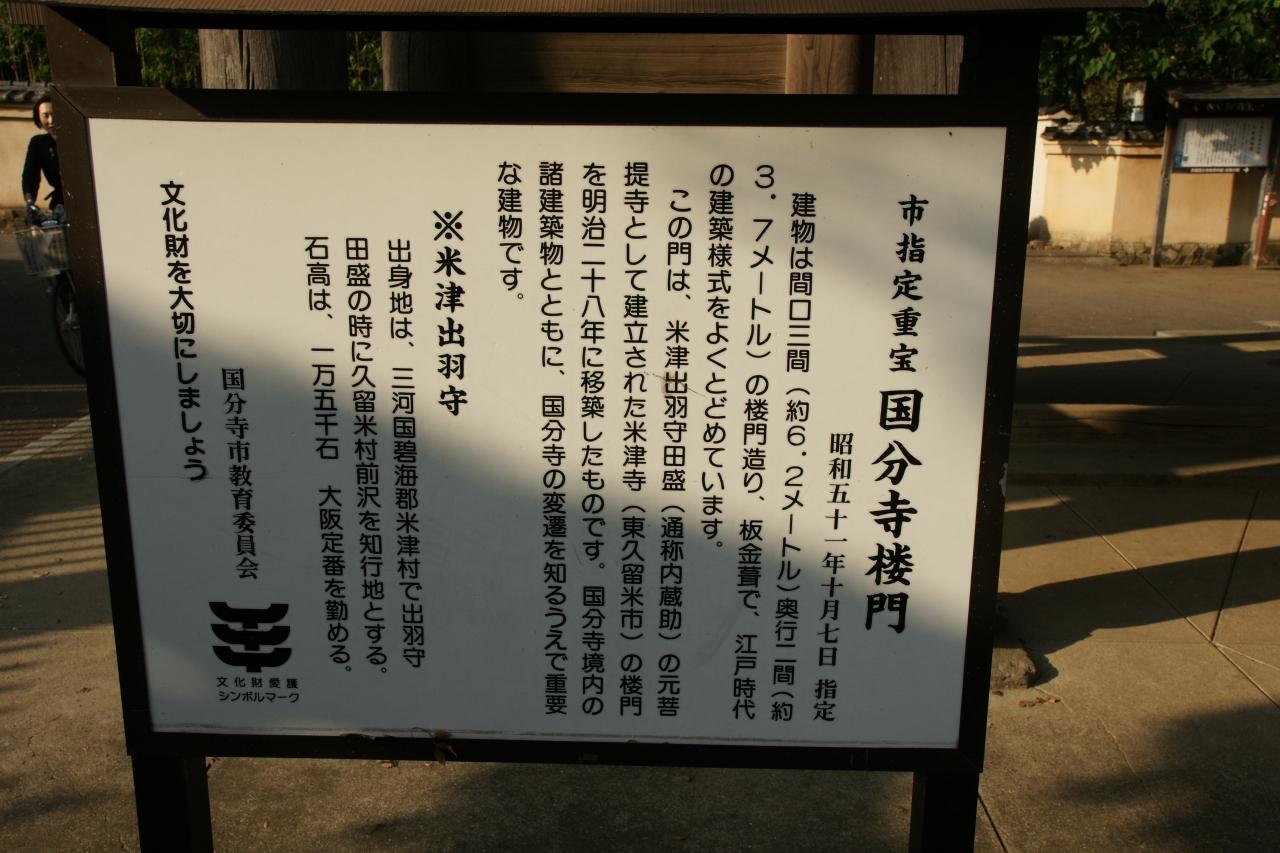 市指定重宝 国分寺楼門
昭和五十一年十月七日 指定
建物は間口三間（約６．２メートル）奥行二間（約
３．７メートル）の楼門造り、板金葺で、江戸時代
の建築様式をよくとどめています。
この門は、米津出羽守田盛（通称内蔵助）の元菩
提寺として建立された米津寺（東久留米市）の楼門
を明治二十八年に移築したものです。国分寺境内の
諸建築物とともに、国分寺の変遷を知るうえで重要
な建物です。
※米津出羽守
出身地は、三河国碧海郡米津村で出羽守
田盛の時に久留米村前沢を知行地とする。
石高は、一万五千石 大阪定番を勤める。
国分寺市教育委員会
文化財を大切にしましょう
文化財愛護
シンボルマーク